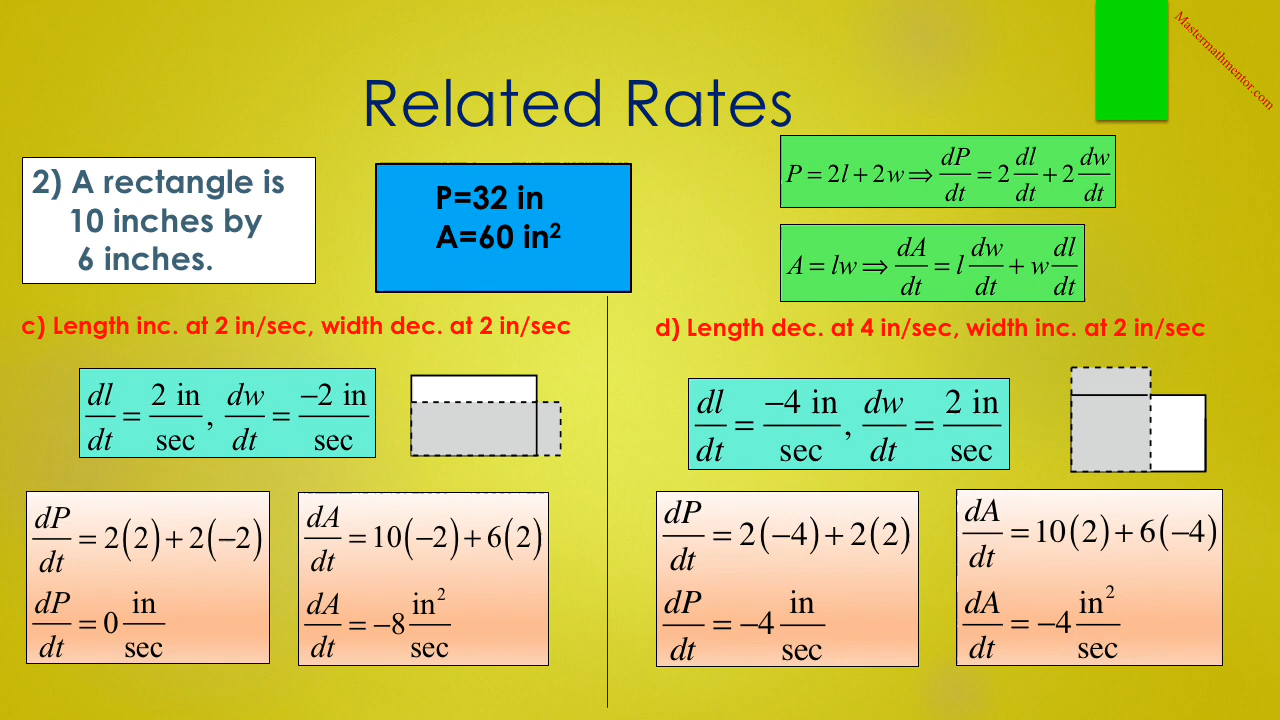 Mastermathmentor.com
Related Rates
2) A rectangle is
10 inches by
6 inches.
P=32 in
A=60 in²
P = 2l + 2w ⇒ dP/dt = 2 dl/dt + 2 dw/dt
A = lw ⇒ dA/dt = l dw/dt + w dl/dt
c) Length inc. at 2 in/sec, width dec. at 2 in/sec
dl/dt = 2 in/sec, dw/dt = −2 in/sec
dP/dt = 2(2) + 2(−2)
dP/dt = 0 in/sec
dA/dt = 10(−2) + 6(2)
dA/dt = −8 in²/sec
d) Length dec. at 4 in/sec, width inc. at 2 in/sec
dl/dt = −4 in/sec, dw/dt = 2 in/sec
dP/dt = 2(−4) + 2(2)
dP/dt = −4 in/sec
dA/dt = 10(2) + 6(−4)
dA/dt = −4 in²/sec